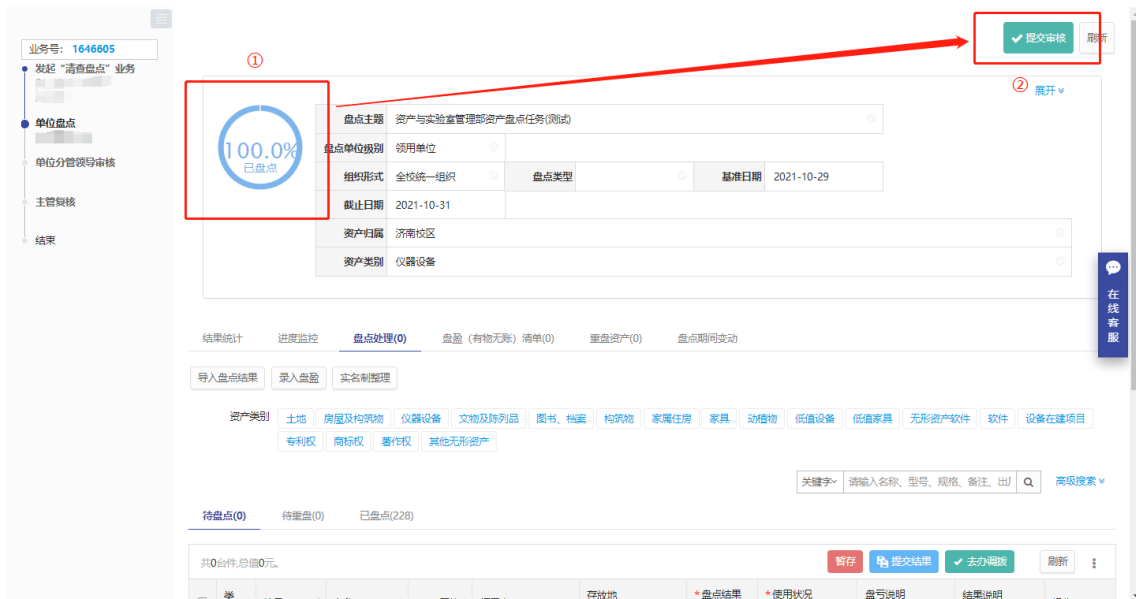 业务号： 1646605
发起“清查盘点”业务
单位盘点
单位分管领导审核
主管复核
结束
①
提交审核 刷新
②
展开
100.0%
已盘点
盘点主题 资产与实验室管理部资产盘点任务(测试)
盘点单位级别 领用单位
组织形式 全校统一组织 盘点类型 基准日期 2021-10-29
截止日期 2021-10-31
资产归属 济南校区
资产类别 仪器设备
在线客服
结果统计 进度监控 盘点处理(0) 盘盈（有物无账）清单(0) 重盘资产(0) 盘点期间变动
导入盘点结果 录入盘盈 实名制整理
资产类别 土地 房屋及构筑物 仪器设备 文物及陈列品 图书、档案 构筑物 家属住房 家具 动植物 低值设备 低值家具 无形资产软件 软件 设备在建项目
专利权 商标权 著作权 其他无形资产
关键字 请输入名称、型号、规格、备注、出 高级搜索
待盘点(0) 待重盘(0) 已盘点(228)
共0台件,总值0元。 暂存 提交结果 去办调拨 刷新
类 存放地 *盘点结果 *使用状况 盘亏说明 结果说明